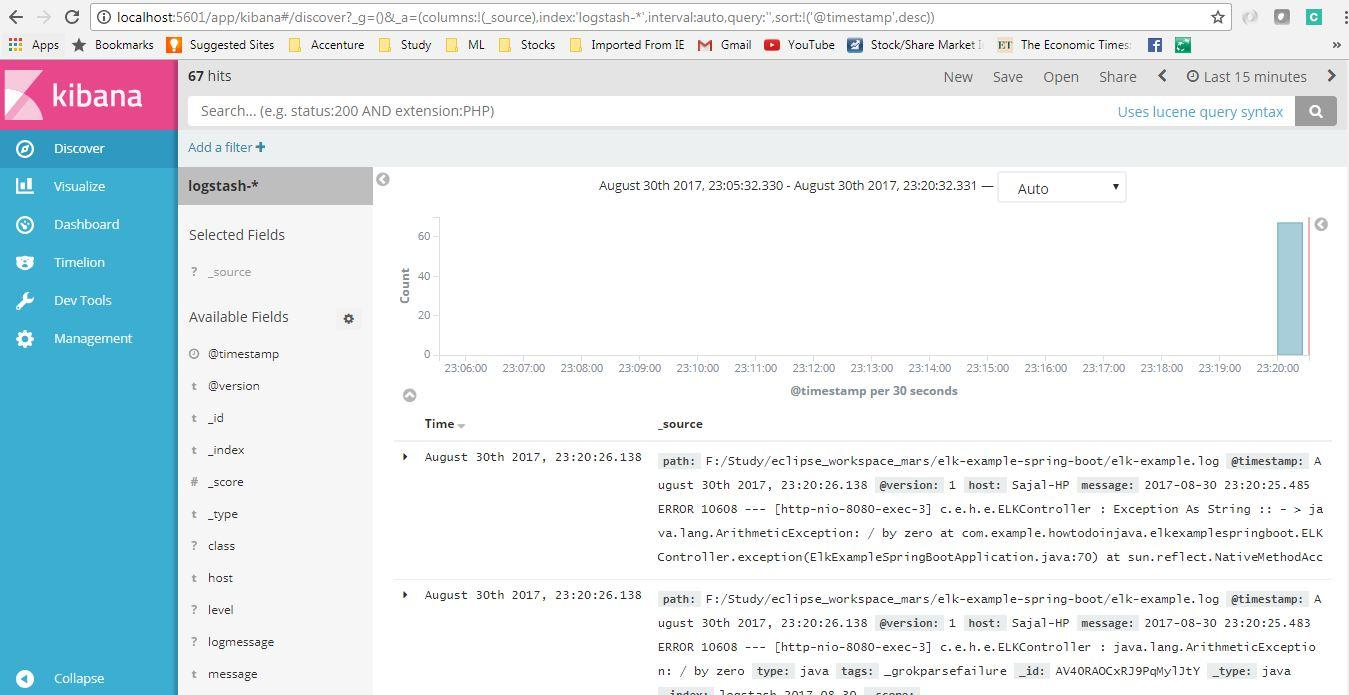 localhost:5601/app/kibana#/discover?_g=()&_a=(columns:!(_source),index:'logstash-*',interval:auto,query:'',sort:!('@timestamp',desc))
Apps Bookmarks Suggested Sites Accenture Study ML Stocks Imported From IE Gmail YouTube Stock/Share Market The Economic Times: »
kibana
67 hits
New Save Open Share Last 15 minutes
Search... (e.g. status:200 AND extension:PHP)
Uses lucene query syntax
Add a filter +
Discover
Visualize
Dashboard
Timelion
Dev Tools
Management
Collapse
logstash-*
Selected Fields
? _source
Available Fields
@timestamp
t @version
t _id
t _index
# _score
t _type
? class
t host
? level
? logmessage
t message
August 30th 2017, 23:05:32.330 - August 30th 2017, 23:20:32.331 — Auto
Count
60
40
20
0
23:06:00 23:07:00 23:08:00 23:09:00 23:10:00 23:11:00 23:12:00 23:13:00 23:14:00 23:15:00 23:16:00 23:17:00 23:18:00 23:19:00 23:20:00
@timestamp per 30 seconds
Time _source
August 30th 2017, 23:20:26.138
path: F:/Study/eclipse_workspace_mars/elk-example-spring-boot/elk-example.log @timestamp: A
ugust 30th 2017, 23:20:26.138 @version: 1 host: Sajal-HP message: 2017-08-30 23:20:25.485
ERROR 10608 --- [http-nio-8080-exec-3] c.e.h.e.ELKController : Exception As String :: - > ja
va.lang.ArithmeticException: / by zero at com.example.howtodoinjava.elkexamplespringboot.ELK
Controller.exception(ElkExampleSpringBootApplication.java:70) at sun.reflect.NativeMethodAcc
August 30th 2017, 23:20:26.138
path: F:/Study/eclipse_workspace_mars/elk-example-spring-boot/elk-example.log @timestamp: A
ugust 30th 2017, 23:20:26.138 @version: 1 host: Sajal-HP message: 2017-08-30 23:20:25.483
ERROR 10608 --- [http-nio-8080-exec-3] c.e.h.e.ELKController : java.lang.ArithmeticExceptio
n: / by zero type: java tags: _grokparsefailure _id: AV4ORAOCxRJ9PqMylJtY _type: java
_index: logstash-2017-08-30 _score: